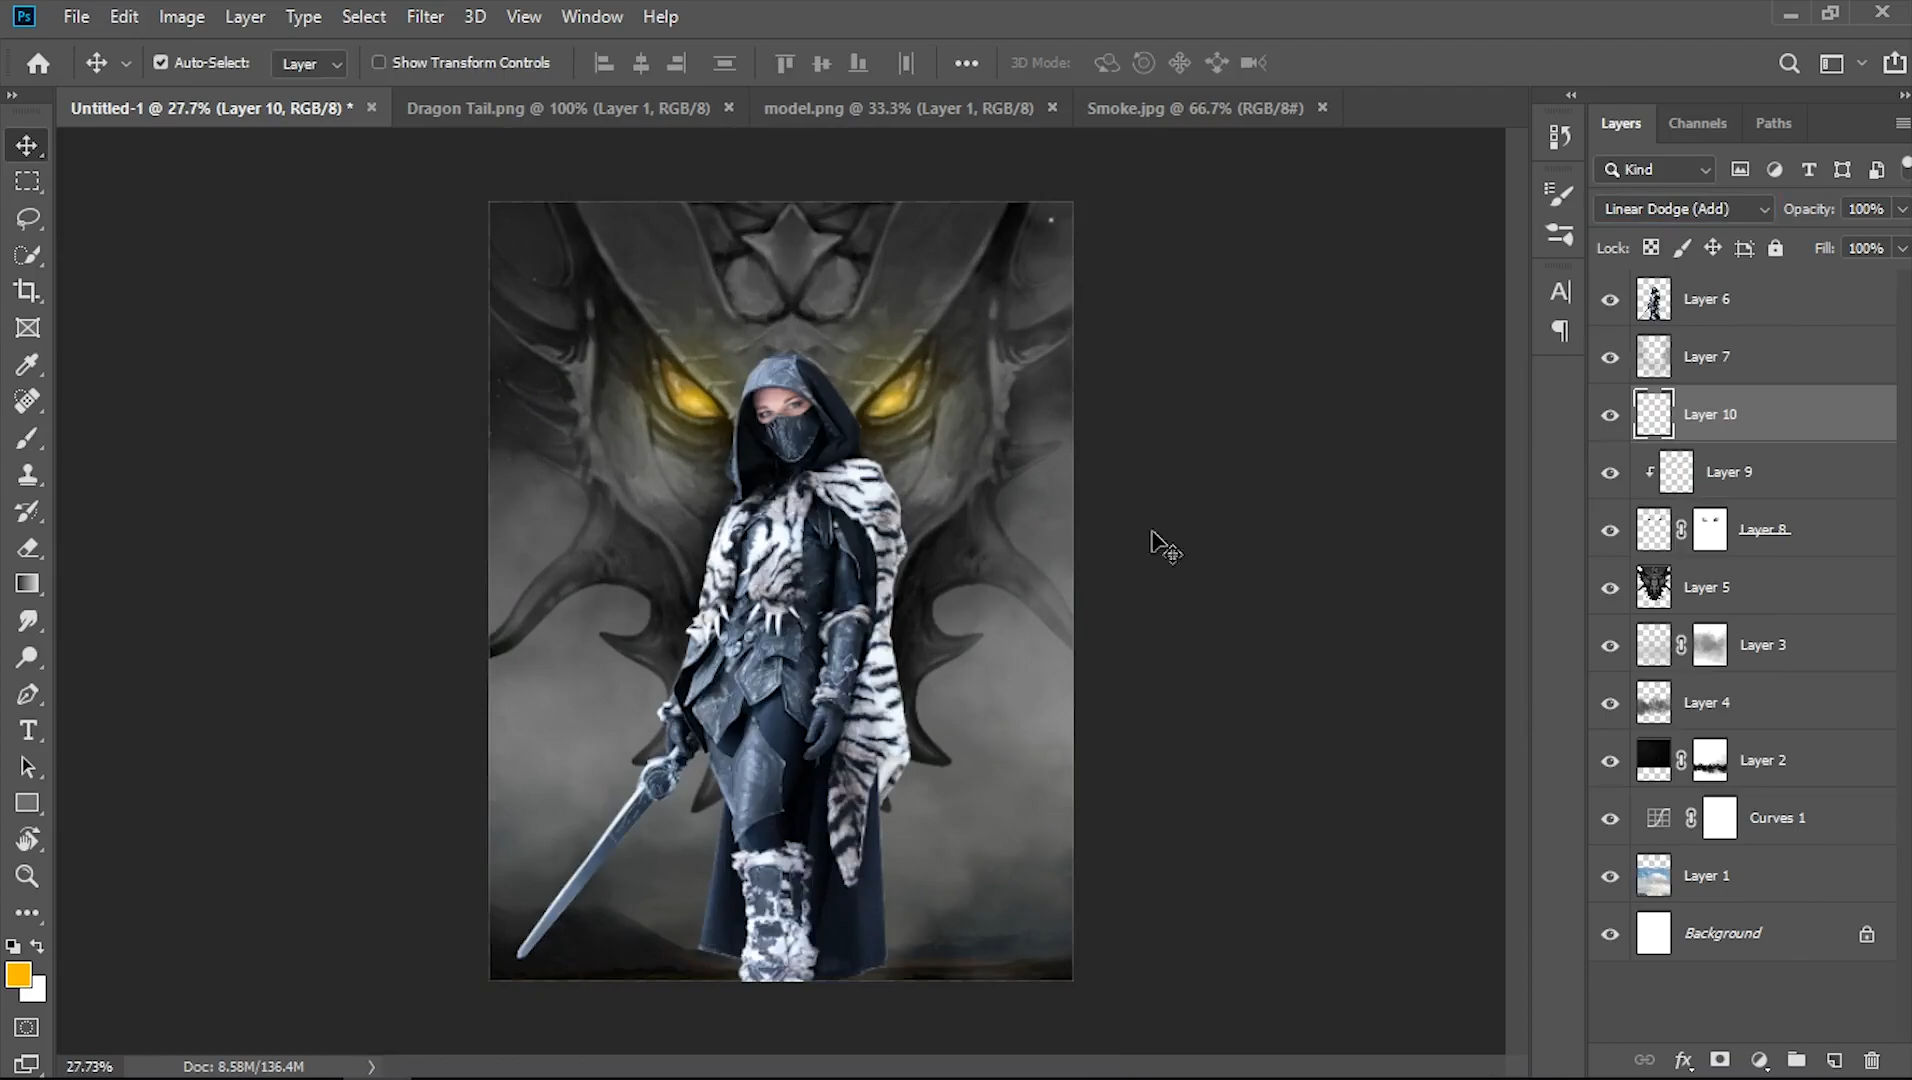 Ps File Edit Image Layer Type Select Filter 3D View Window Help
Auto-Select: Layer Show Transform Controls 3D Mode:
Untitled-1 @ 27.7% (Layer 10, RGB/8) * Dragon Tail.png @ 100% (Layer 1, RGB/8) model.png @ 33.3% (Layer 1, RGB/8) Smoke.jpg @ 66.7% (RGB/8#)
Layers Channels Paths
Kind
Linear Dodge (Add) Opacity: 100%
Lock: Fill: 100%
Layer 6
Layer 7
Layer 10
Layer 9
Layer 8
Layer 5
Layer 3
Layer 4
Layer 2
Curves 1
Layer 1
Background
27.73% Doc: 8.58M/136.4M